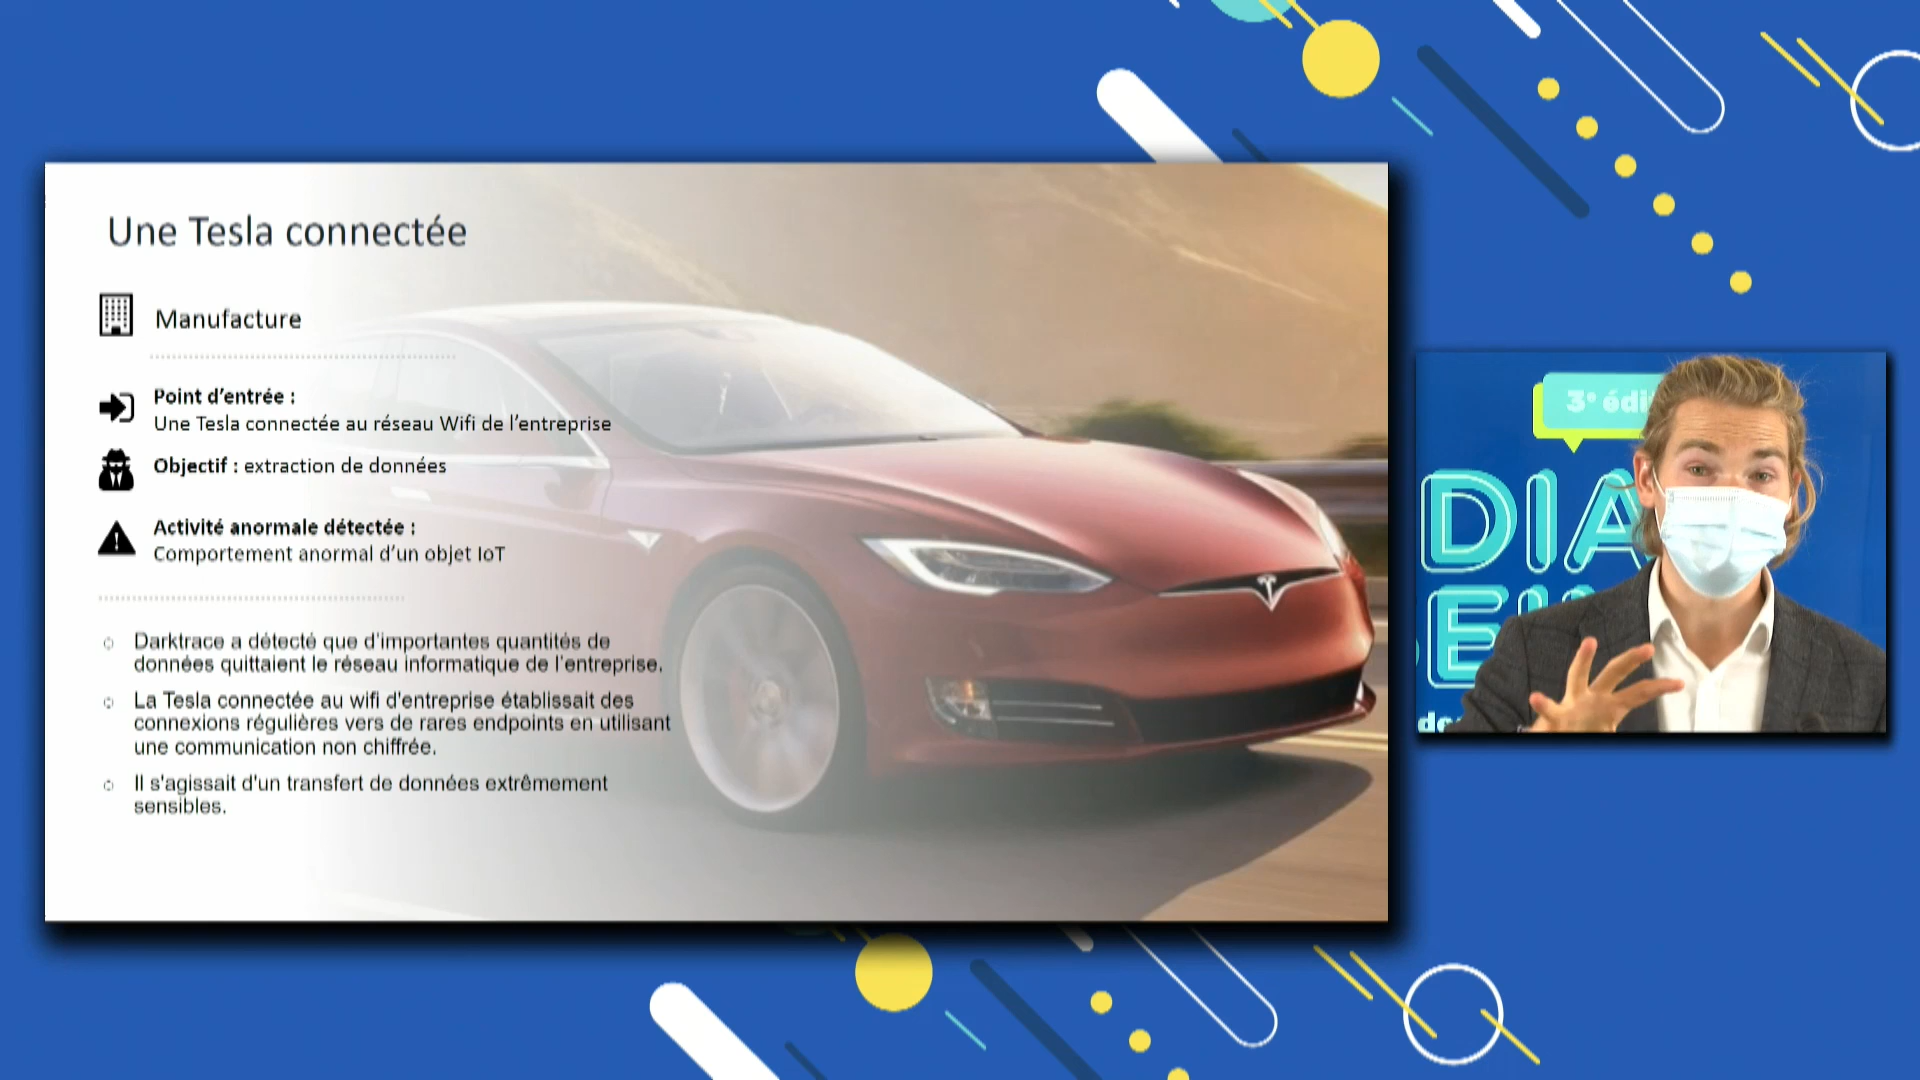 Une Tesla connectée
Manufacture
Point d’entrée :
Une Tesla connectée au réseau Wifi de l’entreprise
Objectif : extraction de données
Activité anormale détectée :
Comportement anormal d’un objet IoT
Darktrace a détecté que d'importantes quantités de
données quittaient le réseau informatique de l'entreprise.
La Tesla connectée au wifi d'entreprise établissait des
connexions régulières vers de rares endpoints en utilisant
une communication non chiffrée.
Il s'agissait d'un transfert de données extrêmement
sensibles.
3e édi
DIA